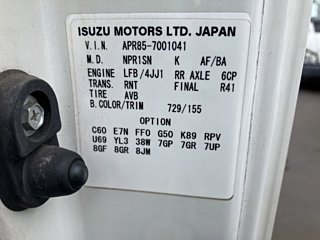 ISUZU MOTORS LTD. JAPAN
V.I.N. APR85-7001041
M.D. NPR1SN K AF/BA
ENGINE LFB/4JJ1 RR AXLE 6CP
TRANS. RNT FINAL R41
TIRE AVB
B.COLOR/TRIM 729/155
OPTION
C60 E7N FF0 G50 K89 RPV
U69 YL3 38W 7GP 7GR 7UP
8GF 8GR 8JM